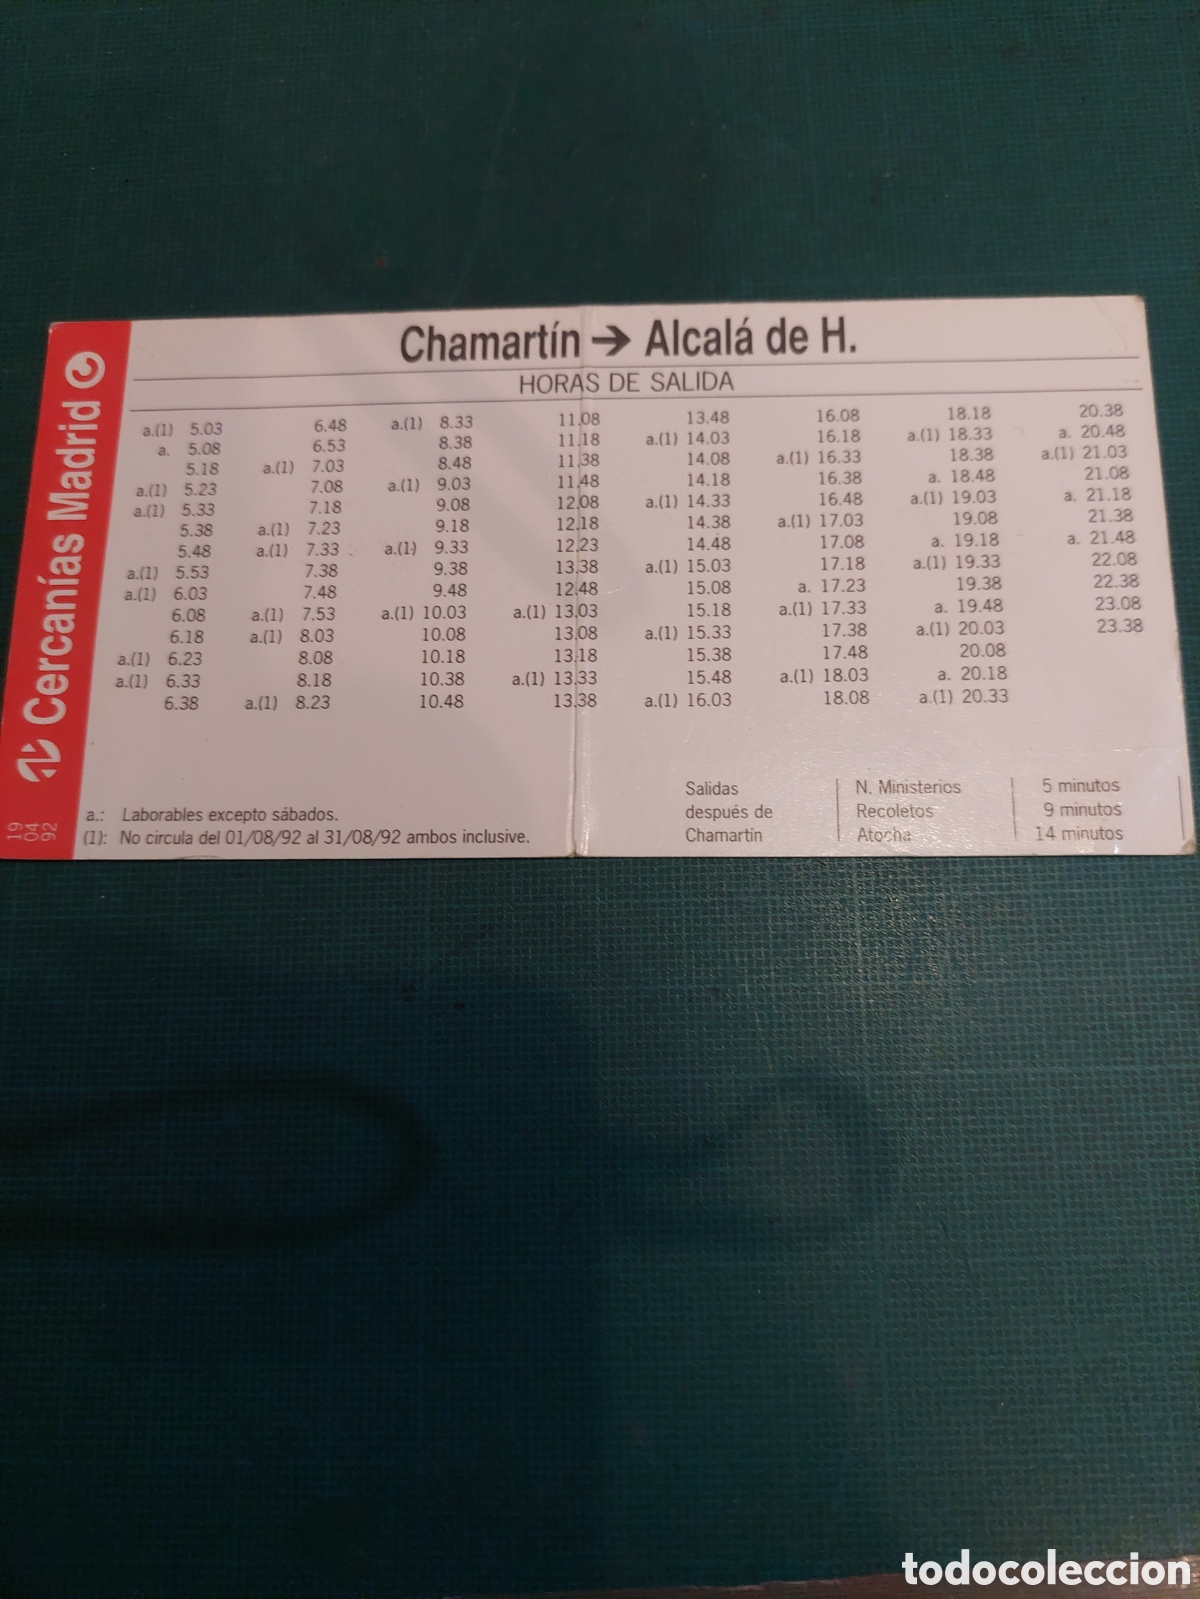 Cercanías Madrid
19
04
92
Chamartín → Alcalá de H.
HORAS DE SALIDA
a.(1) 5.03
a. 5.08
5.18
a.(1) 5.23
a.(1) 5.33
5.38
5.48
a.(1) 5.53
a.(1) 6.03
6.08
6.18
a.(1) 6.23
a.(1) 6.33
6.38
6.48
6.53
a.(1) 7.03
7.08
7.18
a.(1) 7.23
a.(1) 7.33
7.38
7.48
a.(1) 7.53
a.(1) 8.03
8.08
8.18
a.(1) 8.23
a.(1) 8.33
8.38
8.48
a.(1) 9.03
9.08
9.18
a.(1) 9.33
9.38
9.48
a.(1) 10.03
10.08
10.18
10.38
10.48
11.08
11.18
11.38
11.48
12.08
12.18
12.23
13.38
12.48
a.(1) 13.03
13.08
13.18
a.(1) 13.33
13.38
13.48
a.(1) 14.03
14.08
14.18
a.(1) 14.33
14.38
14.48
a.(1) 15.03
15.08
15.18
a.(1) 15.33
15.38
15.48
a.(1) 16.03
16.08
16.18
a.(1) 16.33
16.38
16.48
a.(1) 17.03
17.08
17.18
a. 17.23
a.(1) 17.33
17.38
17.48
a.(1) 18.03
18.08
18.18
a.(1) 18.33
18.38
a. 18.48
a.(1) 19.03
19.08
a. 19.18
a.(1) 19.33
19.38
a. 19.48
a.(1) 20.03
20.08
a. 20.18
a.(1) 20.33
20.38
a. 20.48
a.(1) 21.03
21.08
a. 21.18
21.38
a. 21.48
22.08
22.38
23.08
23.38
a.: Laborables excepto sábados.
(1): No circula del 01/08/92 al 31/08/92 ambos inclusive.
Salidas
después de
Chamartín
N. Ministerios 5 minutos
Recoletos 9 minutos
Atocha 14 minutos
todocoleccion